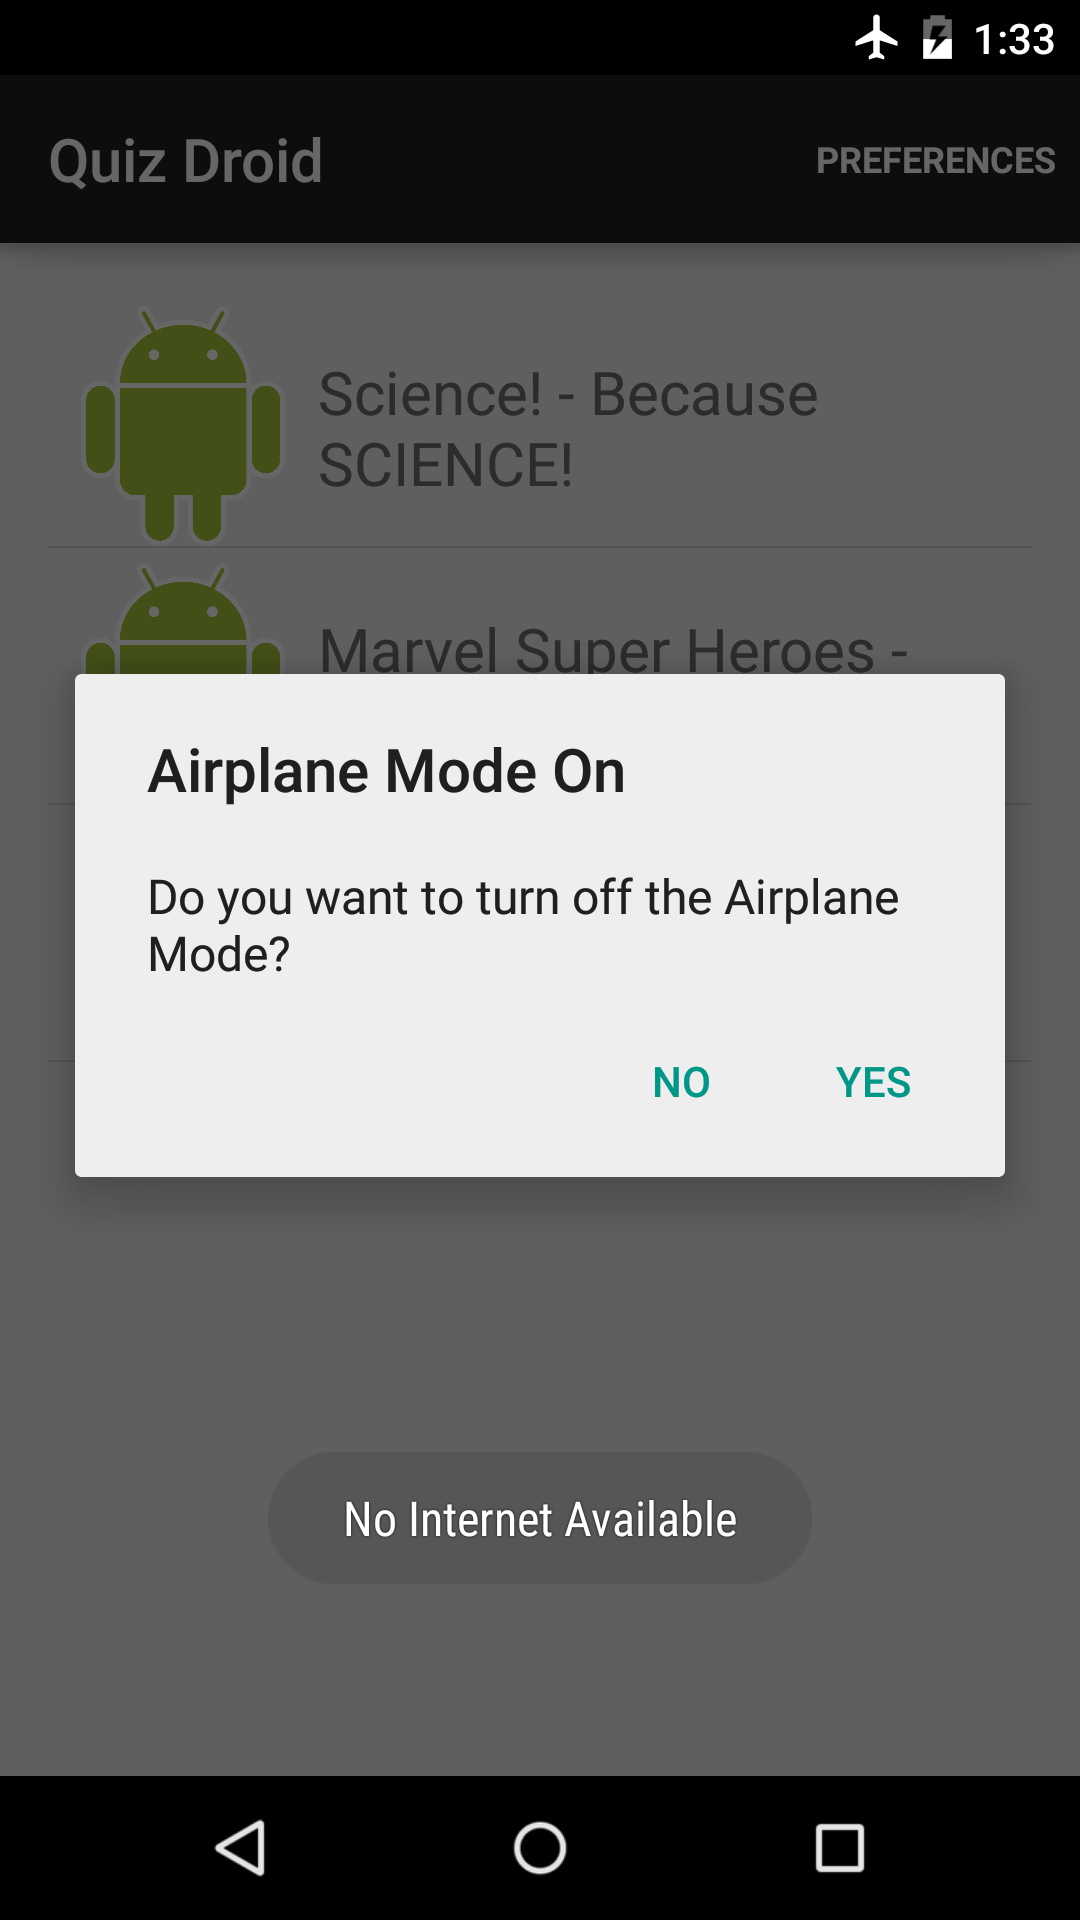 1:33
Quiz Droid
PREFERENCES
Science! - Because
SCIENCE!
Marvel Super Heroes -
Airplane Mode On
Do you want to turn off the Airplane
Mode?
NO
YES
No Internet Available